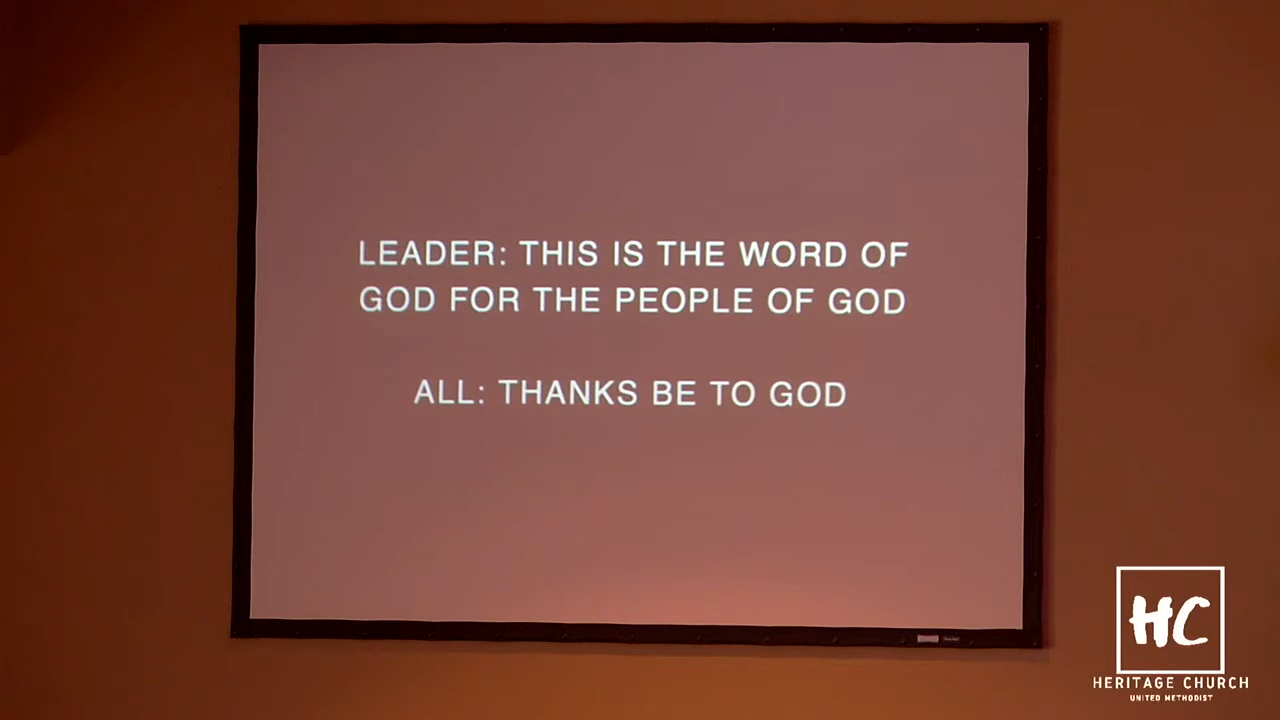 LEADER: THIS IS THE WORD OF
GOD FOR THE PEOPLE OF GOD
ALL: THANKS BE TO GOD
HC
HERITAGE CHURCH
UNITED METHODIST